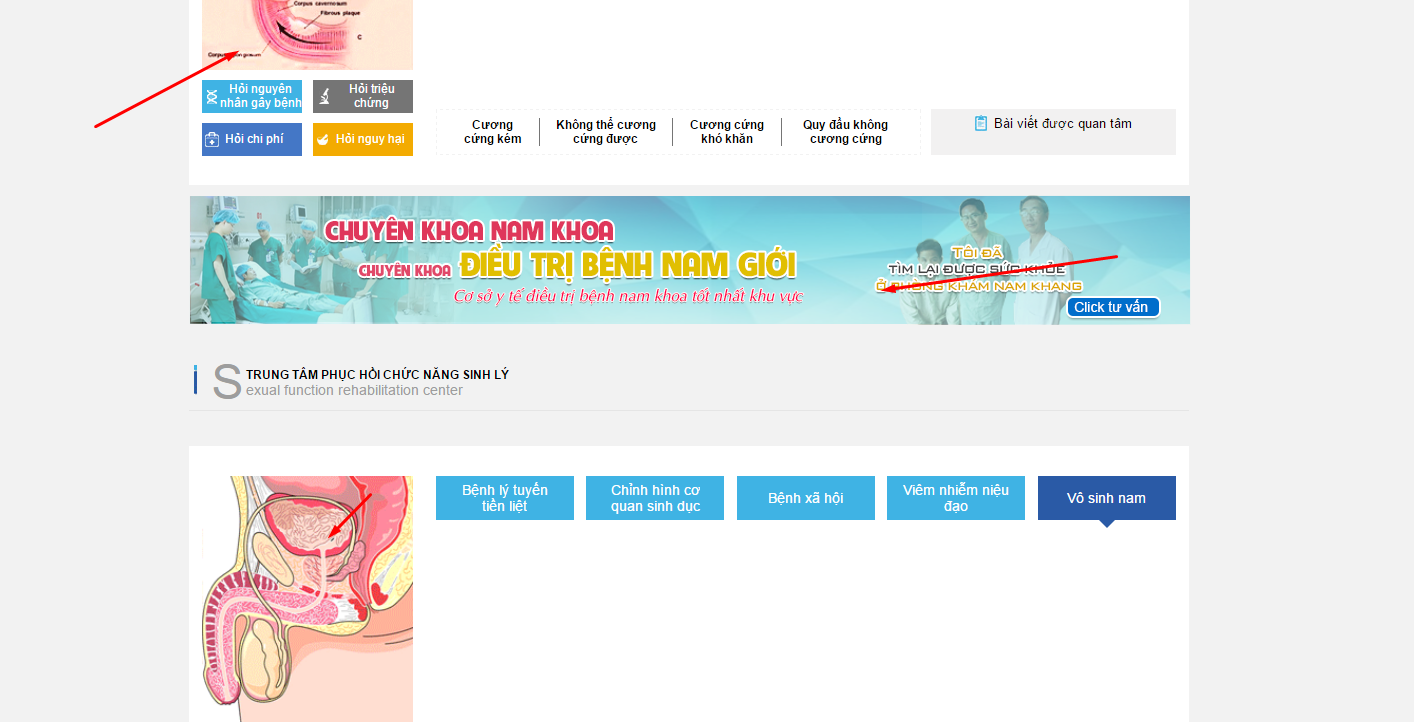 Corpus cavernosum
Fibrous plaque
C
Hỏi nguyên
nhân gây bệnh
Hỏi triệu
chứng
Hỏi chi phí
Hỏi nguy hại
Cương
cứng kém
Không thể cương
cứng được
Cương cứng
khó khăn
Quy đầu không
cương cứng
Bài viết được quan tâm
CHUYÊN KHOA NAM KHOA
CHUYÊN KHOA ĐIỀU TRỊ BỆNH NAM GIỚI
Cơ sở y tế điều trị bệnh nam khoa tốt nhất khu vực
TÔI ĐÃ
TÌM LẠI ĐƯỢC SỨC KHỎE
Ở PHÒNG KHÁM NAM KHANG
Click tư vấn
S TRUNG TÂM PHỤC HỒI CHỨC NĂNG SINH LÝ
exual function rehabilitation center
Bệnh lý tuyến
tiền liệt
Chỉnh hình cơ
quan sinh dục
Bệnh xã hội
Viêm nhiễm niệu
đạo
Vô sinh nam